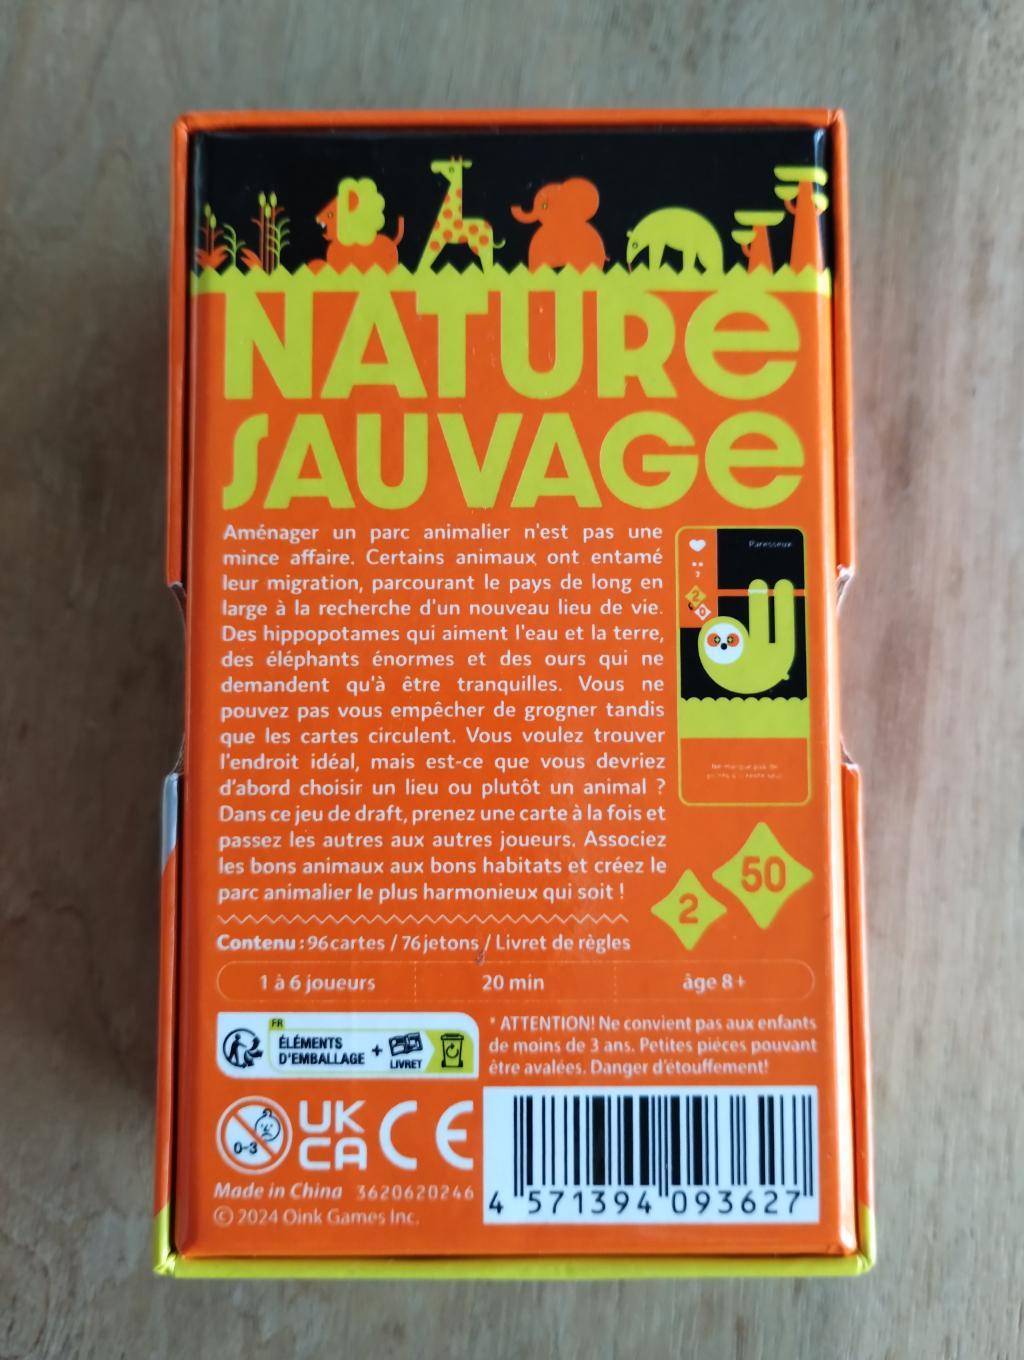 NATURE
SAUVAGE
Aménager un parc animalier n'est pas une
mince affaire. Certains animaux ont entamé
leur migration, parcourant le pays de long en
large à la recherche d'un nouveau lieu de vie.
Des hippopotames qui aiment l'eau et la terre,
des éléphants énormes et des ours qui ne
demandent qu'à être tranquilles. Vous ne
pouvez pas vous empêcher de grogner tandis
que les cartes circulent. Vous voulez trouver
l'endroit idéal, mais est-ce que vous devriez
d'abord choisir un lieu ou plutôt un animal ?
Dans ce jeu de draft, prenez une carte à la fois et
passez les autres aux autres joueurs. Associez
les bons animaux aux bons habitats et créez le
parc animalier le plus harmonieux qui soit !
Paresseux
2
0
2
50
Contenu : 96 cartes / 76 jetons / Livret de règles
1 à 6 joueurs 20 min âge 8+
FR
ÉLÉMENTS
D'EMBALLAGE + LIVRET
* ATTENTION! Ne convient pas aux enfants
de moins de 3 ans. Petites pièces pouvant
être avalées. Danger d'étouffement!
0-3
UK
CA CE
Made in China 3620620246
© 2024 Oink Games Inc.
4 571394 093627